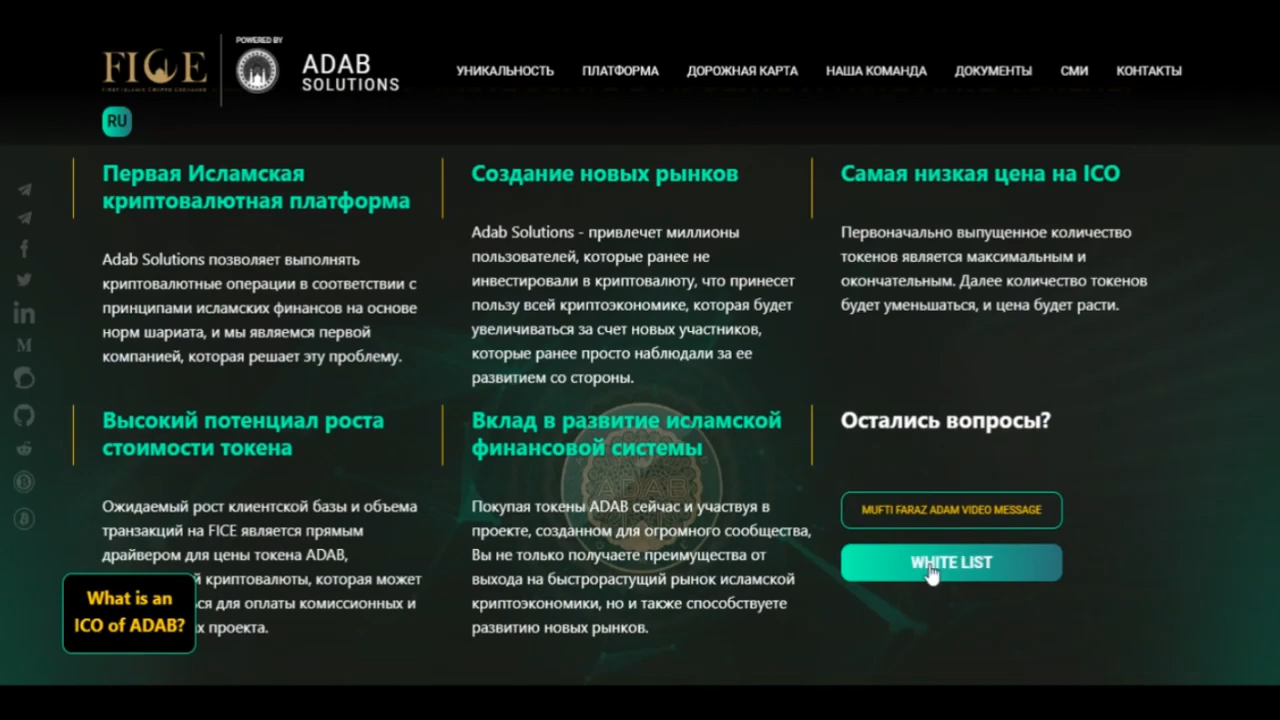 FICE
FIRST ISLAMIC CRYPTO EXCHANGE
POWERED BY
ADAB
SOLUTIONS
УНИКАЛЬНОСТЬ ПЛАТФОРМА ДОРОЖНАЯ КАРТА НАША КОМАНДА ДОКУМЕНТЫ СМИ КОНТАКТЫ
RU
Первая Исламская
криптовалютная платформа
Adab Solutions позволяет выполнять
криптовалютные операции в соответствии с
принципами исламских финансов на основе
норм шариата, и мы являемся первой
компанией, которая решает эту проблему.
Создание новых рынков
Adab Solutions - привлечет миллионы
пользователей, которые ранее не
инвестировали в криптовалюту, что принесет
пользу всей криптоэкономике, которая будет
увеличиваться за счет новых участников,
которые ранее просто наблюдали за ее
развитием со стороны.
Самая низкая цена на ICO
Первоначально выпущенное количество
токенов является максимальным и
окончательным. Далее количество токенов
будет уменьшаться, и цена будет расти.
Высокий потенциал роста
стоимости токена
Ожидаемый рост клиентской базы и объема
транзакций на FICE является прямым
драйвером для цены токена ADAB,
й криптовалюты, которая может
ся для оплаты комиссионных и
х проекта.
What is an
ICO of ADAB?
Вклад в развитие исламской
финансовой системы
Покупая токены ADAB сейчас и участвуя в
проекте, созданном для огромного сообщества,
Вы не только получаете преимущества от
выхода на быстрорастущий рынок исламской
криптоэкономики, но и также способствуете
развитию новых рынков.
ADAB
Остались вопросы?
MUFTI FARAZ ADAM VIDEO MESSAGE
WHITE LIST